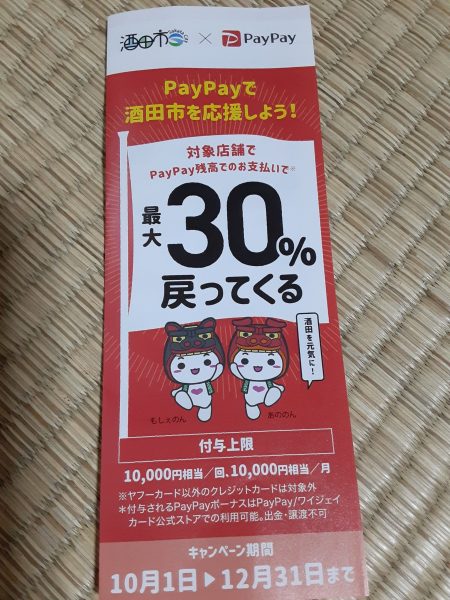 酒田市 Sakata City × PayPay
PayPayで
酒田市を応援しよう!
対象店舗で
PayPay残高でのお支払いで※
最大30%
戻ってくる
酒田を元気に!
もしぇのん
あののん
付与上限
10,000円相当/回、10,000円相当/月
※ヤフーカード以外のクレジットカードは対象外
*付与されるPayPayボーナスはPayPay/ワイジェイ
カード公式ストアでの利用可能。出金・譲渡不可
キャンペーン期間
10月1日▶12月31日まで